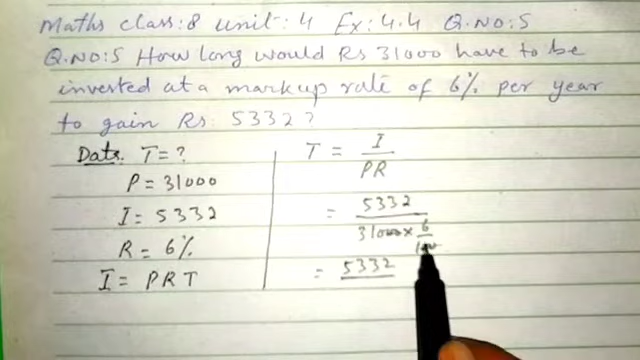 Maths class:8 unit:4 Ex:4.4 Q.NO:5
Q.NO:5 How long would Rs 31000 have to be
invested at a markup rate of 6% per year
to gain Rs: 5332?
Data: T=?
P=31000
I=5332
R=6%
I= PRT
T = I
PR
= 5332
31000× 6
100
= 5332